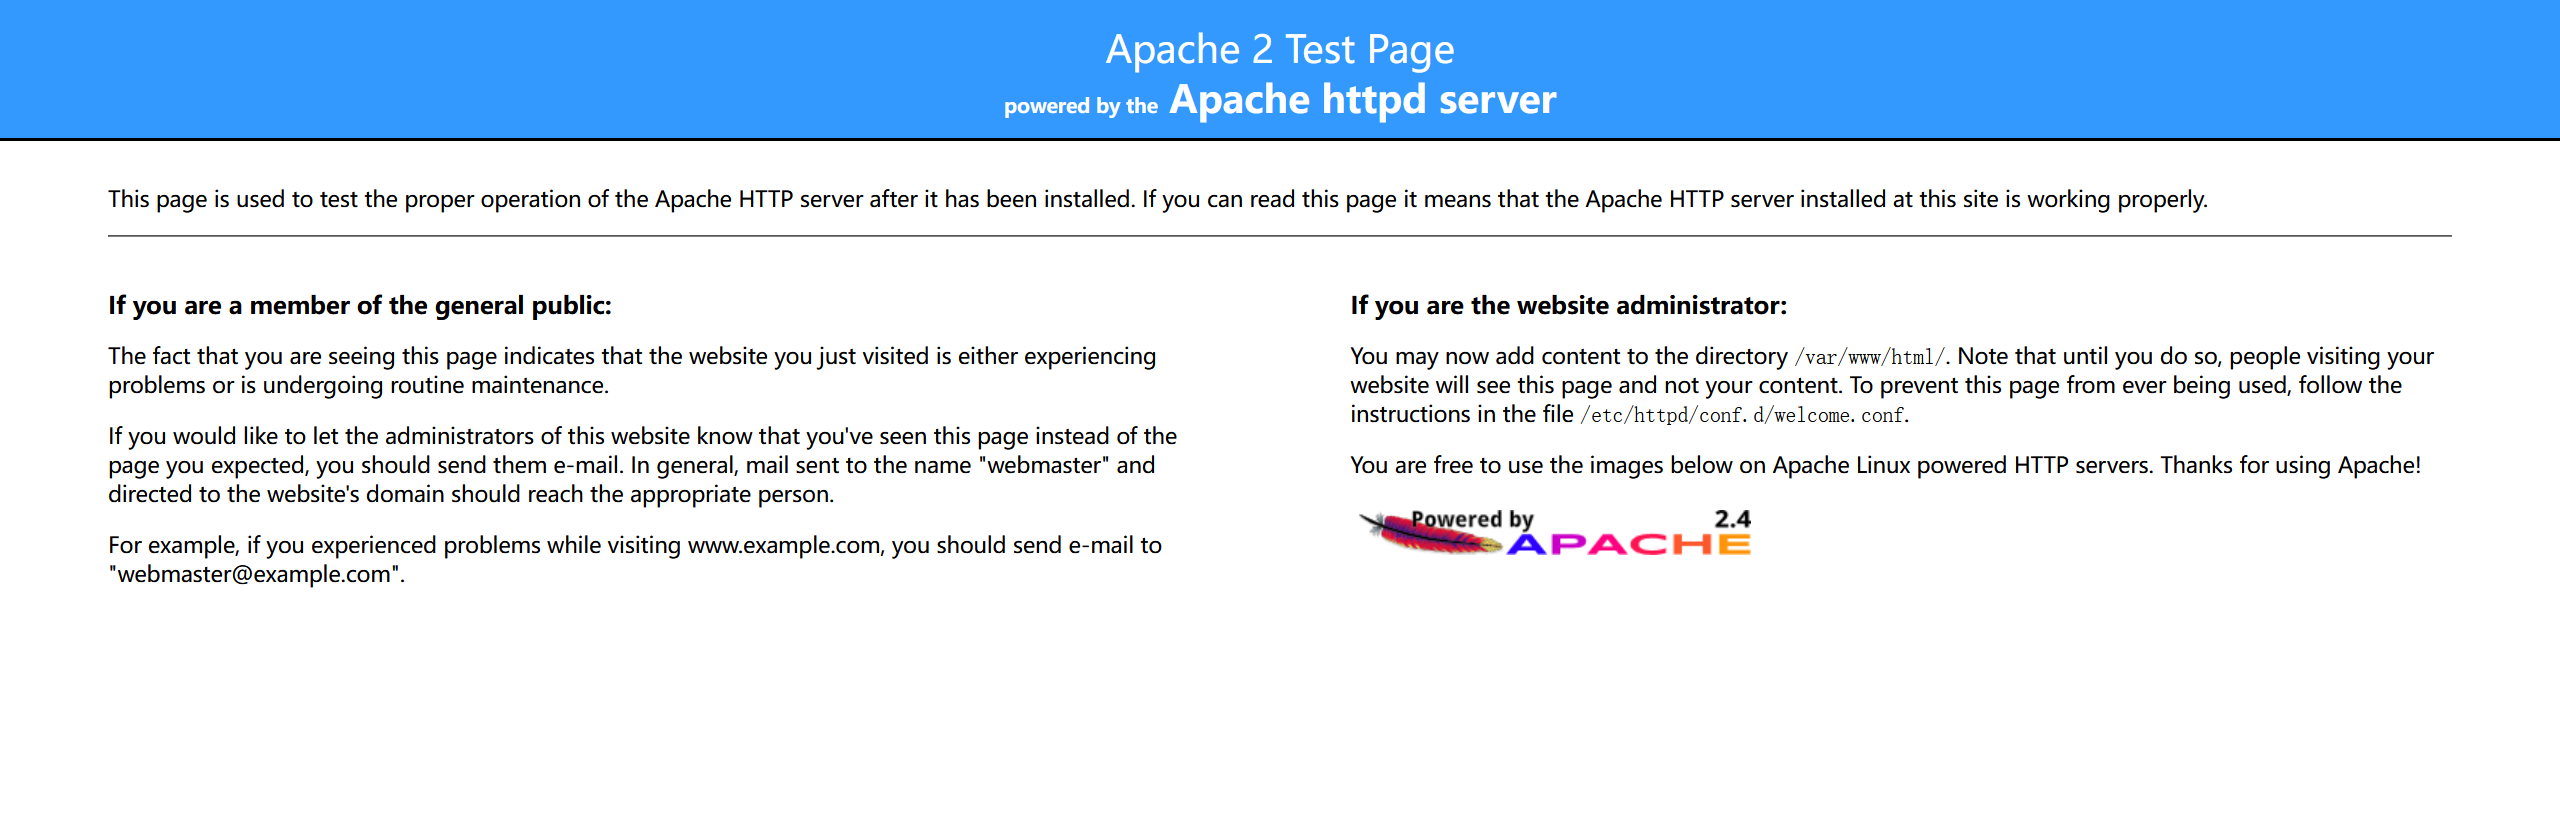 Apache 2 Test Page
powered by the Apache httpd server
This page is used to test the proper operation of the Apache HTTP server after it has been installed. If you can read this page it means that the Apache HTTP server installed at this site is working properly.
If you are a member of the general public:
The fact that you are seeing this page indicates that the website you just visited is either experiencing
problems or is undergoing routine maintenance.
If you would like to let the administrators of this website know that you've seen this page instead of the
page you expected, you should send them e-mail. In general, mail sent to the name "webmaster" and
directed to the website's domain should reach the appropriate person.
For example, if you experienced problems while visiting www.example.com, you should send e-mail to
"webmaster@example.com".
If you are the website administrator:
You may now add content to the directory /var/www/html/. Note that until you do so, people visiting your
website will see this page and not your content. To prevent this page from ever being used, follow the
instructions in the file /etc/httpd/conf.d/welcome.conf.
You are free to use the images below on Apache Linux powered HTTP servers. Thanks for using Apache!
Powered by 2.4
APACHE